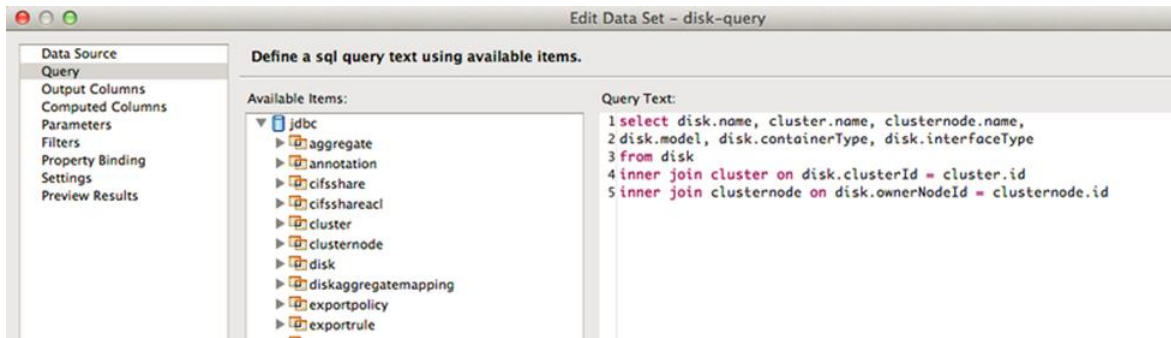 Edit Data Set – disk-query
Data Source
Query
Output Columns
Computed Columns
Parameters
Filters
Property Binding
Settings
Preview Results
Define a sql query text using available items.
Available Items:
jdbc
aggregate
annotation
cifsshare
cifsshareacl
cluster
clusternode
disk
diskaggregatemapping
exportpolicy
exportrule
Query Text:
1 select disk.name, cluster.name, clusternode.name,
2 disk.model, disk.containerType, disk.interfaceType
3 from disk
4 inner join cluster on disk.clusterId = cluster.id
5 inner join clusternode on disk.ownerNodeId = clusternode.id